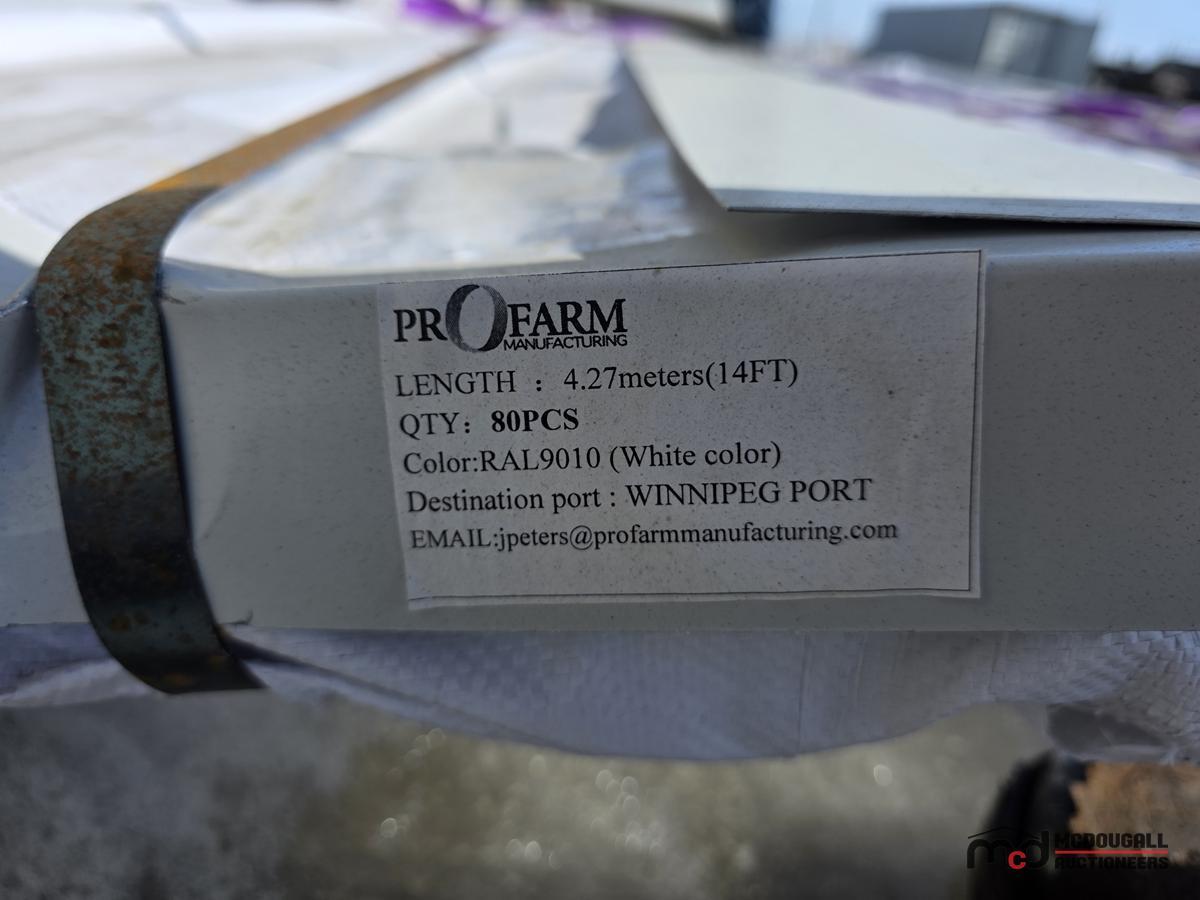 PROFARM
MANUFACTURING
LENGTH : 4.27meters(14FT)
QTY: 80PCS
Color:RAL9010 (White color)
Destination port : WINNIPEG PORT
EMAIL:jpeters@profarmmanufacturing.com
mcd MCDOUGALL
AUCTIONEERS